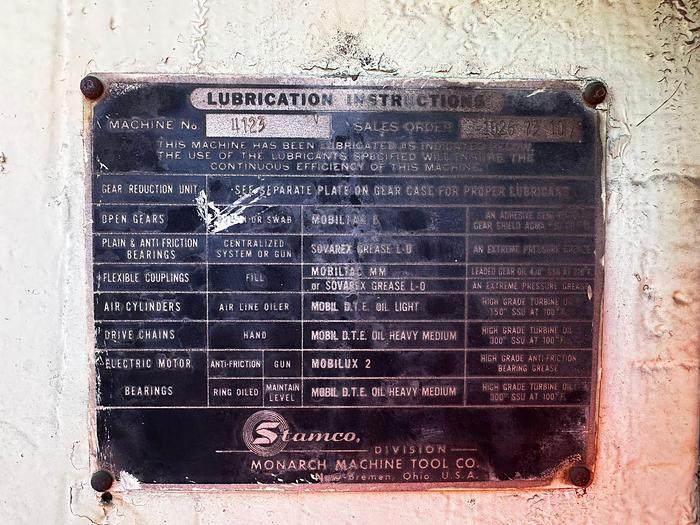 LUBRICATION INSTRUCTIONS
MACHINE No. 4123 SALES ORDER
THIS MACHINE HAS BEEN LUBRICATED AS INDICATED BELOW.
THE USE OF THE LUBRICANTS SPECIFIED WILL INSURE THE
CONTINUOUS EFFICIENCY OF THIS MACHINE.
GEAR REDUCTION UNIT SEE SEPARATE PLATE ON GEAR CASE FOR PROPER LUBRICANT
OPEN GEARS OR SWAB MOBILTAC AN ADHESIVE
GEAR SHIELD AGMA
PLAIN & ANTI-FRICTION BEARINGS CENTRALIZED SYSTEM OR GUN SOVAREX GREASE L-O AN EXTREME PRESSURE GREASE
FLEXIBLE COUPLINGS FILL MOBILTAC MM LEADED GEAR OIL
or SOVAREX GREASE L-O AN EXTREME PRESSURE GREASE
AIR CYLINDERS AIR LINE OILER MOBIL D.T.E. OIL LIGHT HIGH GRADE TURBINE OIL
150" SSU AT 100°F.
DRIVE CHAINS HAND MOBIL D.T.E. OIL HEAVY MEDIUM HIGH GRADE TURBINE OIL
300" SSU AT 100°F.
ELECTRIC MOTOR ANTI-FRICTION GUN MOBILUX 2 HIGH GRADE ANTI-FRICTION
BEARING GREASE
BEARINGS RING OILED MAINTAIN LEVEL MOBIL D.T.E. OIL HEAVY MEDIUM HIGH GRADE TURBINE OIL
300" SSU AT 100°F.
Stamco,
DIVISION
MONARCH MACHINE TOOL CO.
New Bremen, Ohio, U.S.A.